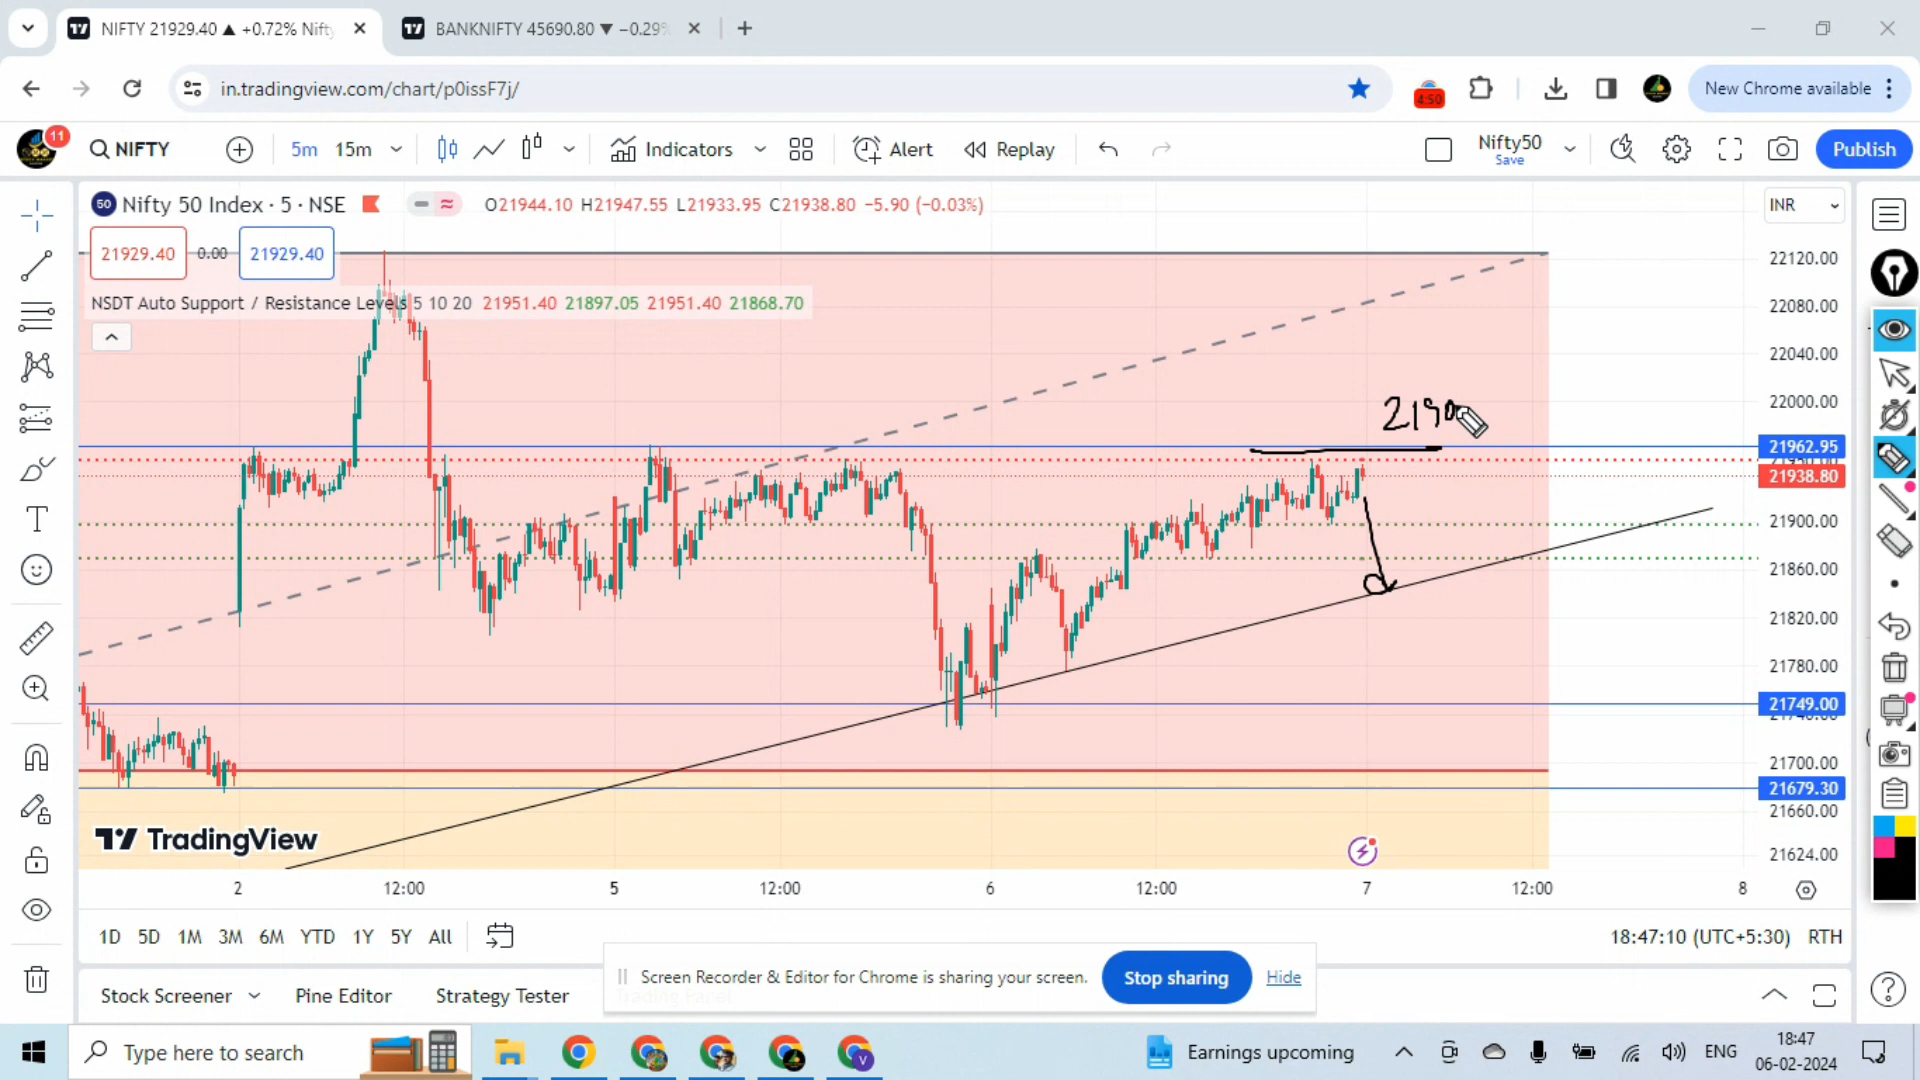 NIFTY 21929.40 ▲ +0.72% Nift
BANKNIFTY 45690.80 ▼ −0.29%
in.tradingview.com/chart/p0issF7j/
4:50
New Chrome available
11
NIFTY
5m 15m
Indicators
Alert
Replay
Nifty50
Save
Publish
50 Nifty 50 Index · 5 · NSE
O21944.10 H21947.55 L21933.95 C21938.80 −5.90 (−0.03%)
INR
21929.40 0.00 21929.40
NSDT Auto Support / Resistance Levels 5 10 20 21951.40 21897.05 21951.40 21868.70
22120.00
22080.00
22040.00
22000.00
21962.95
21938.80
21900.00
21860.00
21820.00
21780.00
21749.00
21700.00
21679.30
21660.00
21624.00
TradingView
2 12:00 5 12:00 6 12:00 7 12:00 8
1D 5D 1M 3M 6M YTD 1Y 5Y All
18:47:10 (UTC+5:30) RTH
Screen Recorder & Editor for Chrome is sharing your screen.
Stop sharing
Hide
Stock Screener
Pine Editor
Strategy Tester
Type here to search
Earnings upcoming
ENG
18:47
06-02-2024